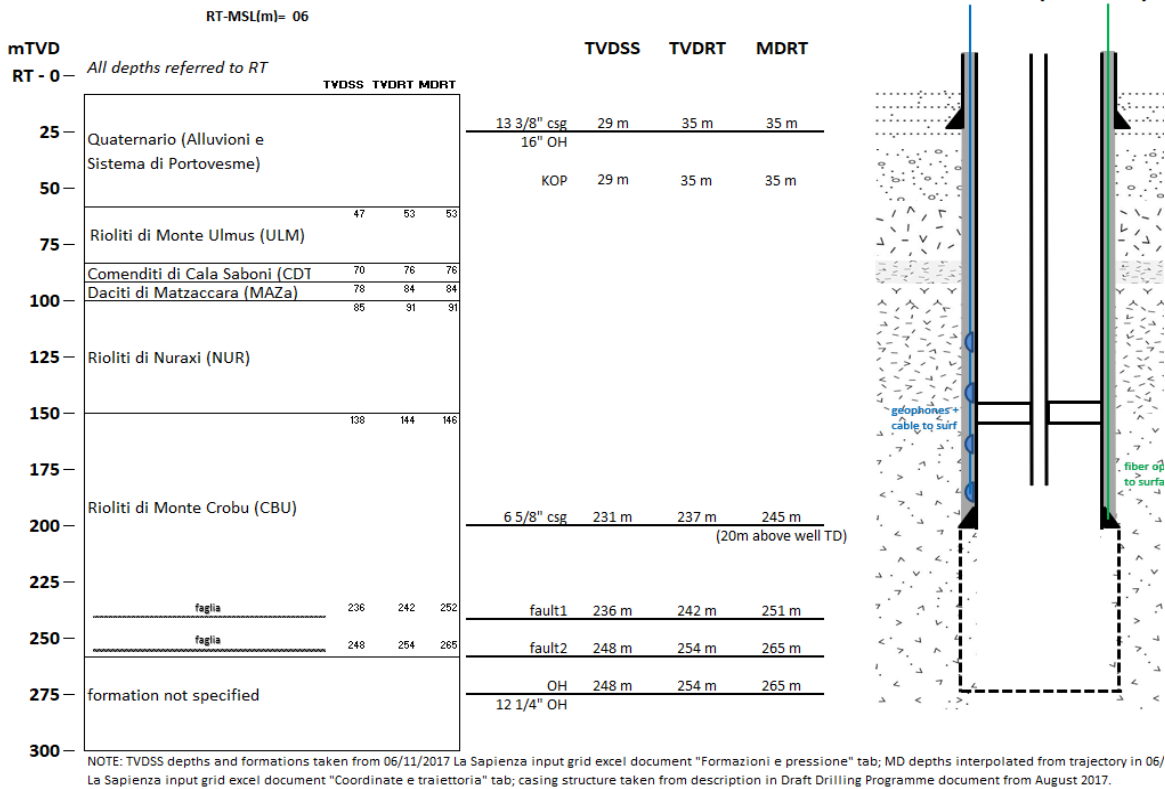 RT-MSL(m)= 06
mTVD
RT - 0
All depths referred to RT
TVDSS TVDRT MDRT
TVDSS TVDRT MDRT
25
Quaternario (Alluvioni e
Sistema di Portovesme)
13 3/8" csg 29 m 35 m 35 m
16" OH
50
KOP 29 m 35 m 35 m
47 53 53
Rioliti di Monte Ulmus (ULM)
75
Comenditi di Cala Saboni (CDT 70 76 76
Daciti di Matzaccara (MAZa) 78 84 84
100
85 91 91
125
Rioliti di Nuraxi (NUR)
150
138 144 146
geophones +
cable to surf
175
fiber op
to surfa
Rioliti di Monte Crobu (CBU)
200
6 5/8" csg 231 m 237 m 245 m
(20m above well TD)
225
faglia 236 242 252
fault1 236 m 242 m 251 m
250
faglia 248 254 265
fault2 248 m 254 m 265 m
275
formation not specified
OH 248 m 254 m 265 m
12 1/4" OH
300
NOTE: TVDSS depths and formations taken from 06/11/2017 La Sapienza input grid excel document "Formazioni e pressione" tab; MD depths interpolated from trajectory in 06/
La Sapienza input grid excel document "Coordinate e traiettoria" tab; casing structure taken from description in Draft Drilling Programme document from August 2017.